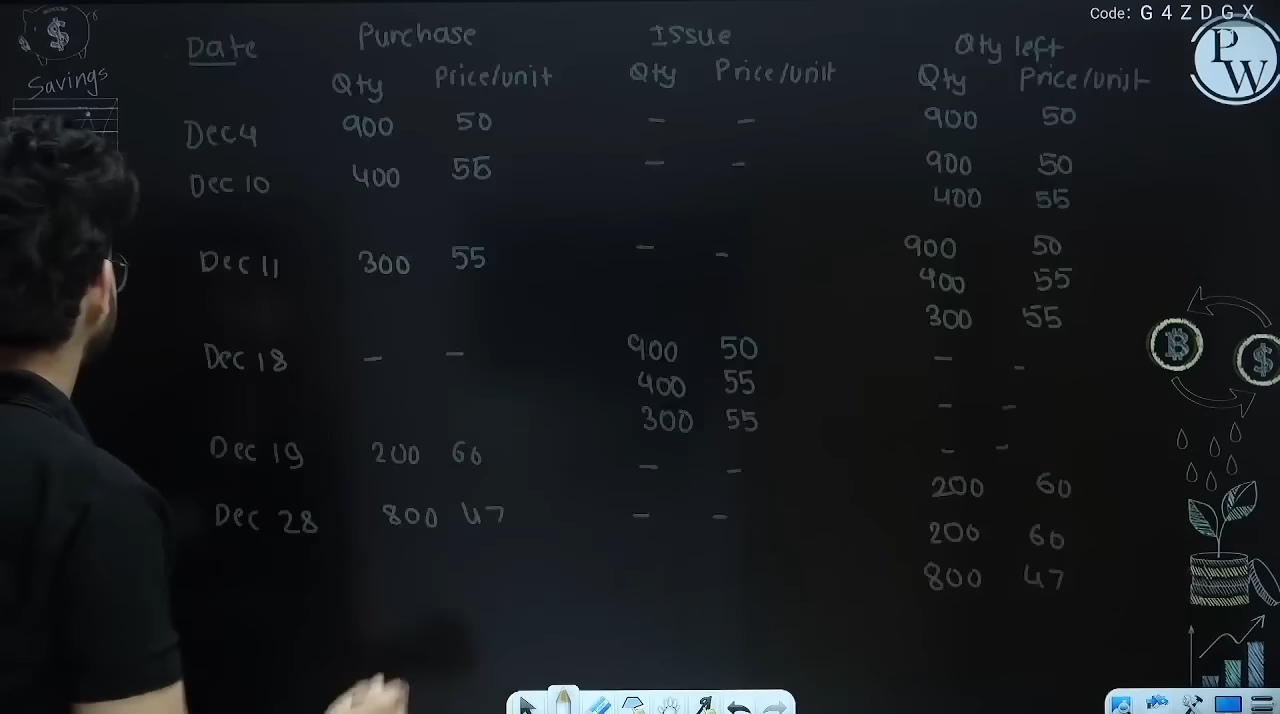 Code: G 4 Z D G X
$
P
W
Savings
Date Purchase Issue Qty left
Qty Price/unit Qty Price/unit Qty Price/unit
Dec 4 900 50 - - 900 50
Dec 10 400 55 - - 900 50
400 55
Dec 11 300 55 - - 900 50
400 55
300 55
Dec 18 - - 900 50 - -
400 55 - -
300 55 - -
Dec 19 200 60 - - 200 60
Dec 28 800 47 - - 200 60
800 47
B
$